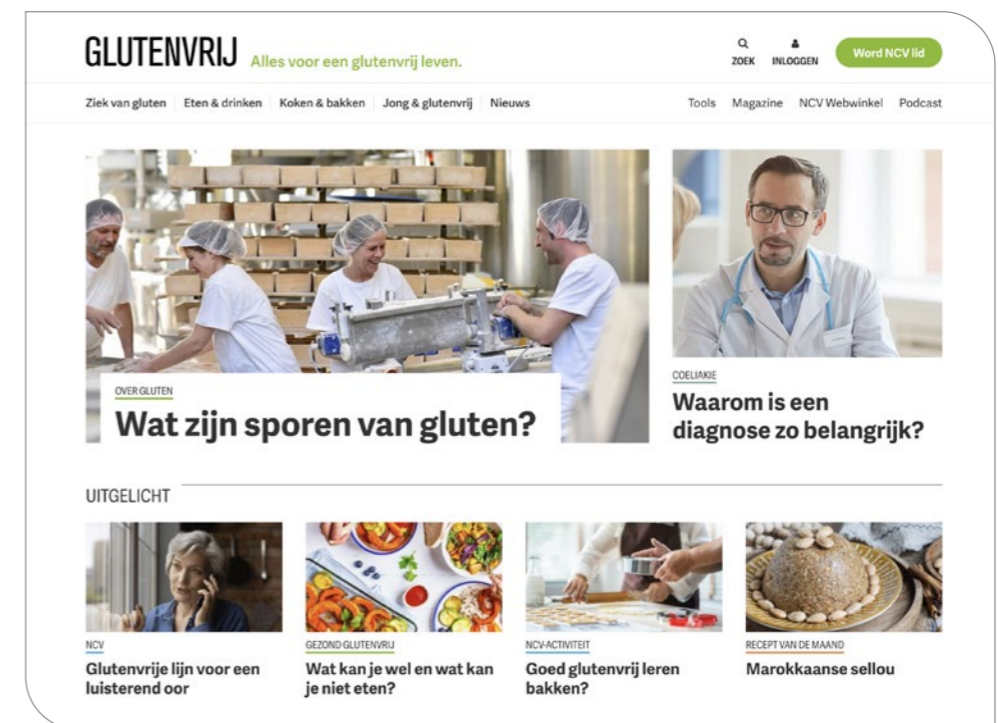 GLUTENVRIJ Alles voor een glutenvrij leven.
ZOEK INLOGGEN Word NCV lid
Ziek van gluten Eten & drinken Koken & bakken Jong & glutenvrij Nieuws Tools Magazine NCV Webwinkel Podcast
OVER GLUTEN
Wat zijn sporen van gluten?
COELIAKIE
Waarom is een
diagnose zo belangrijk?
UITGELICHT
NCV
Glutenvrije lijn voor een
luisterend oor
GEZOND GLUTENVRIJ
Wat kan je wel en wat kan
je niet eten?
NCV-ACTIVITEIT
Goed glutenvrij leren
bakken?
RECEPT VAN DE MAAND
Marokkaanse sellou